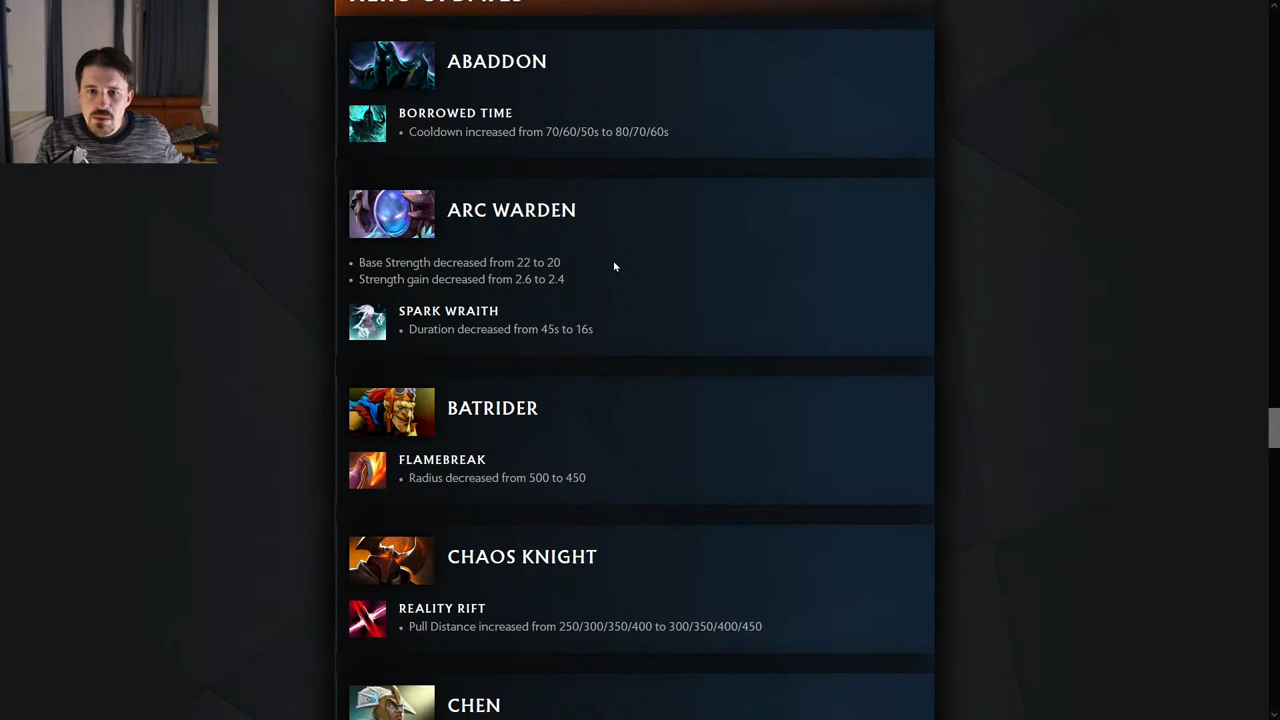 HERO UPDATES
ABADDON
BORROWED TIME
• Cooldown increased from 70/60/50s to 80/70/60s
ARC WARDEN
• Base Strength decreased from 22 to 20
• Strength gain decreased from 2.6 to 2.4
SPARK WRAITH
• Duration decreased from 45s to 16s
BATRIDER
FLAMEBREAK
• Radius decreased from 500 to 450
CHAOS KNIGHT
REALITY RIFT
• Pull Distance increased from 250/300/350/400 to 300/350/400/450
CHEN